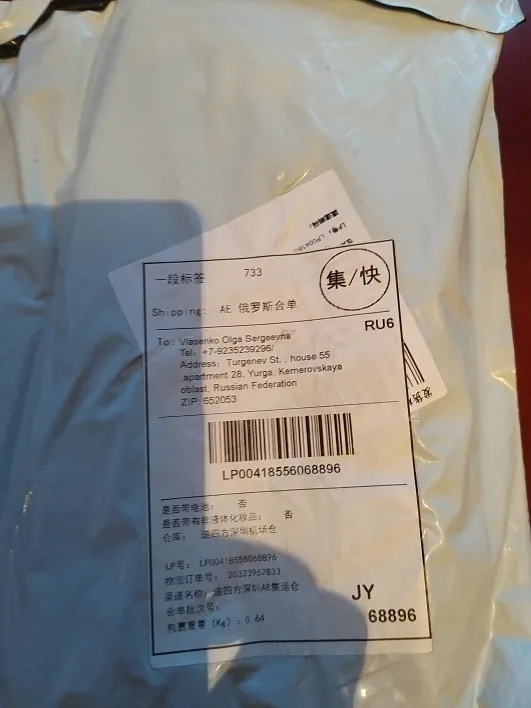 一段标签 733
集/快
Shipping: AE 俄罗斯合单
RU6
To: Vlasenko Olga Sergeevna
Tel: +7-9235239296/
Address: Turgenev St. , house 55
,apartment 28, Yurga, Kemerovskaya
oblast, Russian Federation
ZIP: 652053
LP00418556068896
是否带电池: 否
是否带有非液体化妆品: 否
仓库: 递四方深圳机场仓
LP号: LP00418556068896
物流订单号: 20323967833
渠道名称: 递四方深圳AE集运仓
合单批次号:
包裹重量 (Kg) : 0.64
JY
68896
LP号: LP00418